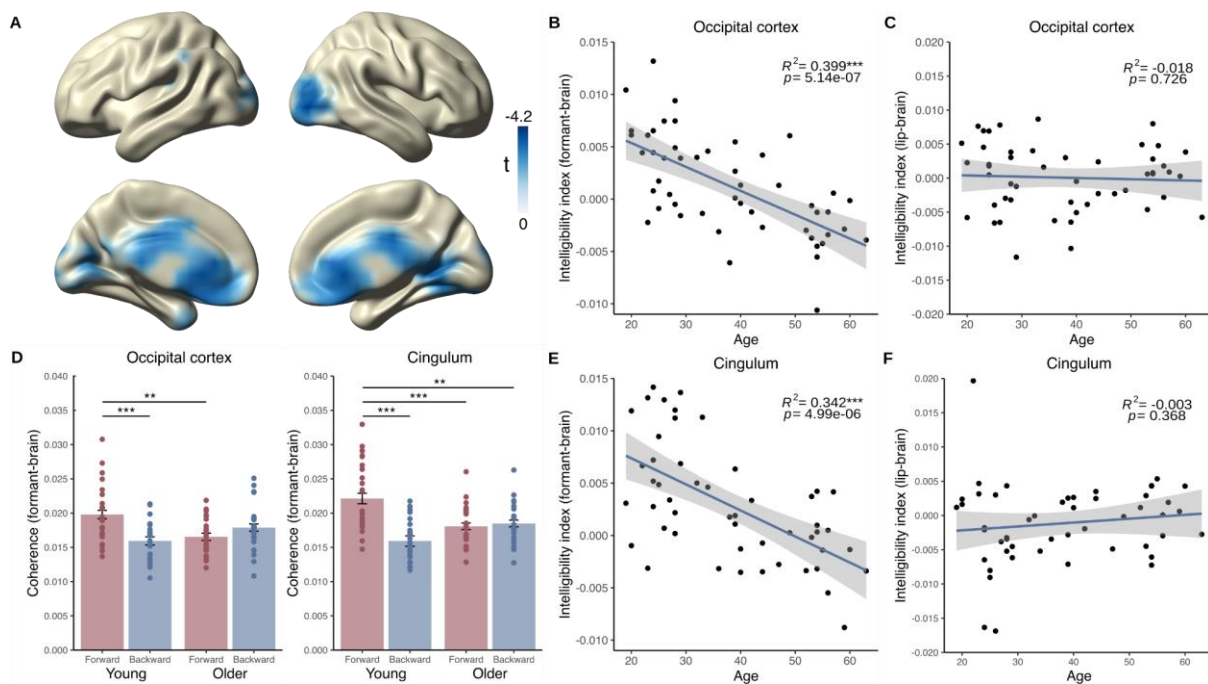 A
-4.2
t
0
B
Occipital cortex
R² = 0.399***
p = 5.14e-07
Intelligibility index (formant-brain)
0.015
0.010
0.005
0.000
-0.005
-0.010
20 30 40 50 60
Age
C
Occipital cortex
R² = -0.018
p = 0.726
Intelligibility index (lip-brain)
0.020
0.015
0.010
0.005
0.000
-0.005
-0.010
-0.015
-0.020
20 30 40 50 60
Age
D
Occipital cortex
Coherence (formant-brain)
0.040
0.035
0.030
0.025
0.020
0.015
0.010
0.005
0.000
**
***
Forward Backward Forward Backward
Young Older
Cingulum
Coherence (formant-brain)
0.040
0.035
0.030
0.025
0.020
0.015
0.010
0.005
0.000
**
***
***
Forward Backward Forward Backward
Young Older
E
Cingulum
R² = 0.342***
p = 4.99e-06
Intelligibility index (formant-brain)
0.015
0.010
0.005
0.000
-0.005
-0.010
20 30 40 50 60
Age
F
Cingulum
R² = -0.003
p = 0.368
Intelligibility index (lip-brain)
0.020
0.015
0.010
0.005
0.000
-0.005
-0.010
-0.015
-0.020
20 30 40 50 60
Age